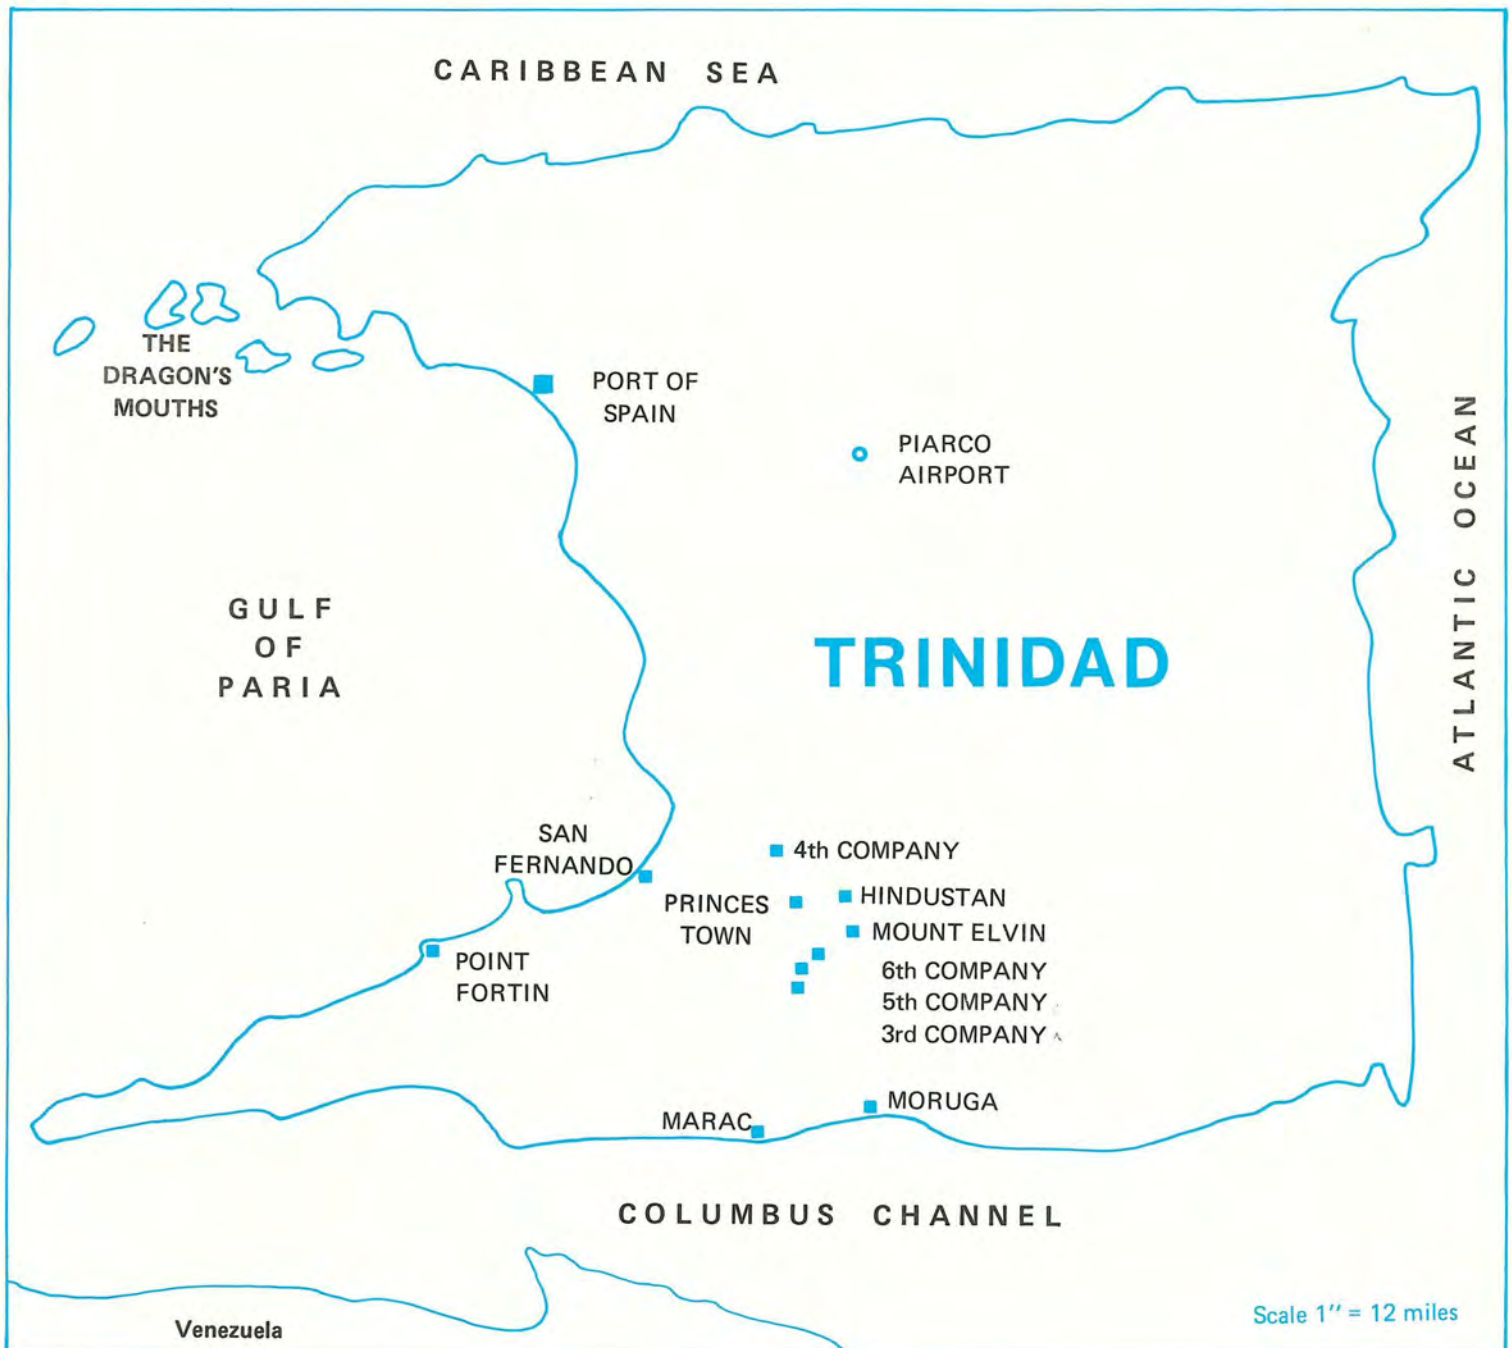 CARIBBEAN SEA
THE
DRAGON'S
MOUTHS
PORT OF
SPAIN
PIARCO
AIRPORT
ATLANTIC OCEAN
GULF
OF
PARIA
TRINIDAD
SAN
FERNANDO
4th COMPANY
PRINCES
TOWN
HINDUSTAN
MOUNT ELVIN
POINT
FORTIN
6th COMPANY
5th COMPANY
3rd COMPANY
MORUGA
MARAC
COLUMBUS CHANNEL
Venezuela
Scale 1″ = 12 miles